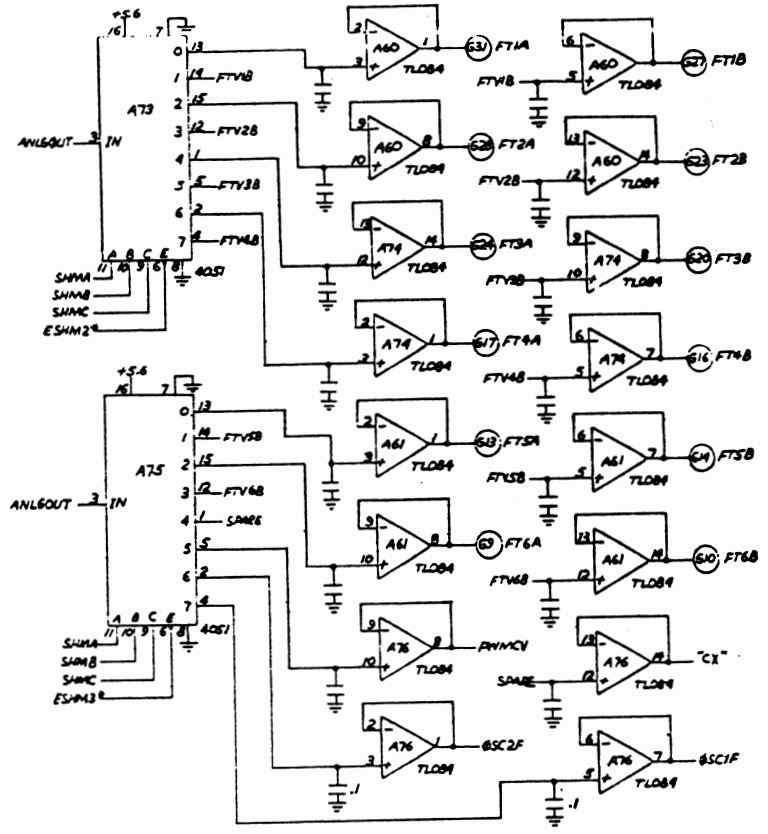 +5.6
16 7
0 13
1 14 FTV1B
A73
2 15
ANLGOUT 3 IN
3 12 FTV2B
4 1
5 5 FTV3B
6 2
7 4 FTV4B
A B C E
11 10 9 6 8 4051
SHMA
SHMB
SHMC
ESHM2*
2 - A60 1 G31 FT1A
3 + TL084
6 - A60 G27 FT1B
FTV1B 5 + TL084
9 - A60 8 G28 FT2A
10 + TL084
13 - A60 14 G23 FT2B
FTV2B 12 + TL084
13 - A74 14 G24 FT3A
12 + TL084
9 - A74 8 G20 FT3B
FTV3B 10 + TL084
2 - A74 1 G17 FT4A
+ TL084
6 - A74 7 G16 FT4B
FTV4B 5 + TL084
+5.6
16 7
0 13
1 14 FTV5B
A75
2 15
ANLGOUT 3 IN
3 12 FTV6B
4 1 SPARE
5 5
6 2
7 4
A B C E
11 10 9 6 8 4051
SHMA
SHMB
SHMC
ESHM3*
2 - A61 1 G13 FT5A
+ TL084
6 - A61 7 G14 FT5B
FTV5B 5 + TL084
9 - A61 8 G9 FT6A
10 + TL084
13 - A61 14 G10 FT6B
FTV6B 12 + TL084
9 - A76 8 PWMCV
10 + TL084
13 - A76 14 "CX"
SPARE 12 + TL084
2 - A76 1 ØSC2F
3 + TL084
.1
6 - A76 7 ØSC1F
5 + TL084
.1